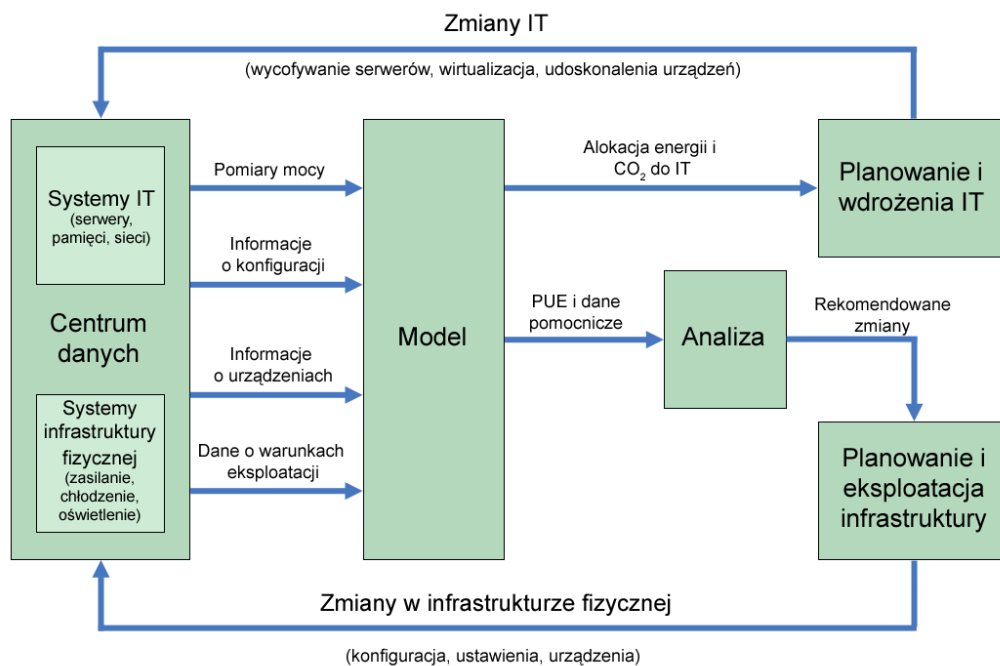 Zmiany IT
(wycofywanie serwerów, wirtualizacja, udoskonalenia urządzeń)
Systemy IT
(serwery,
pamięci, sieci)
Centrum
danych
Systemy
infrastruktury
fizycznej
(zasilanie,
chłodzenie,
oświetlenie)
Pomiary mocy
Informacje
o konfiguracji
Informacje
o urządzeniach
Dane o warunkach
eksploatacji
Model
Alokacja energii i
CO₂ do IT
PUE i dane
pomocnicze
Analiza
Rekomendowane
zmiany
Planowanie i
wdrożenia IT
Planowanie i
eksploatacja
infrastruktury
Zmiany w infrastrukturze fizycznej
(konfiguracja, ustawienia, urządzenia)